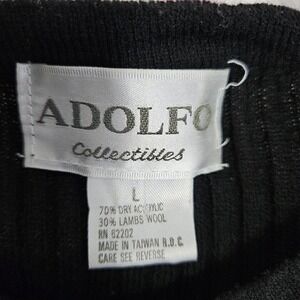 ADOLFO
Collectibles
L
70% DRY ACRYLIC
30% LAMBS WOOL
RN 62202
MADE IN TAIWAN R.O.C.
CARE SEE REVERSE